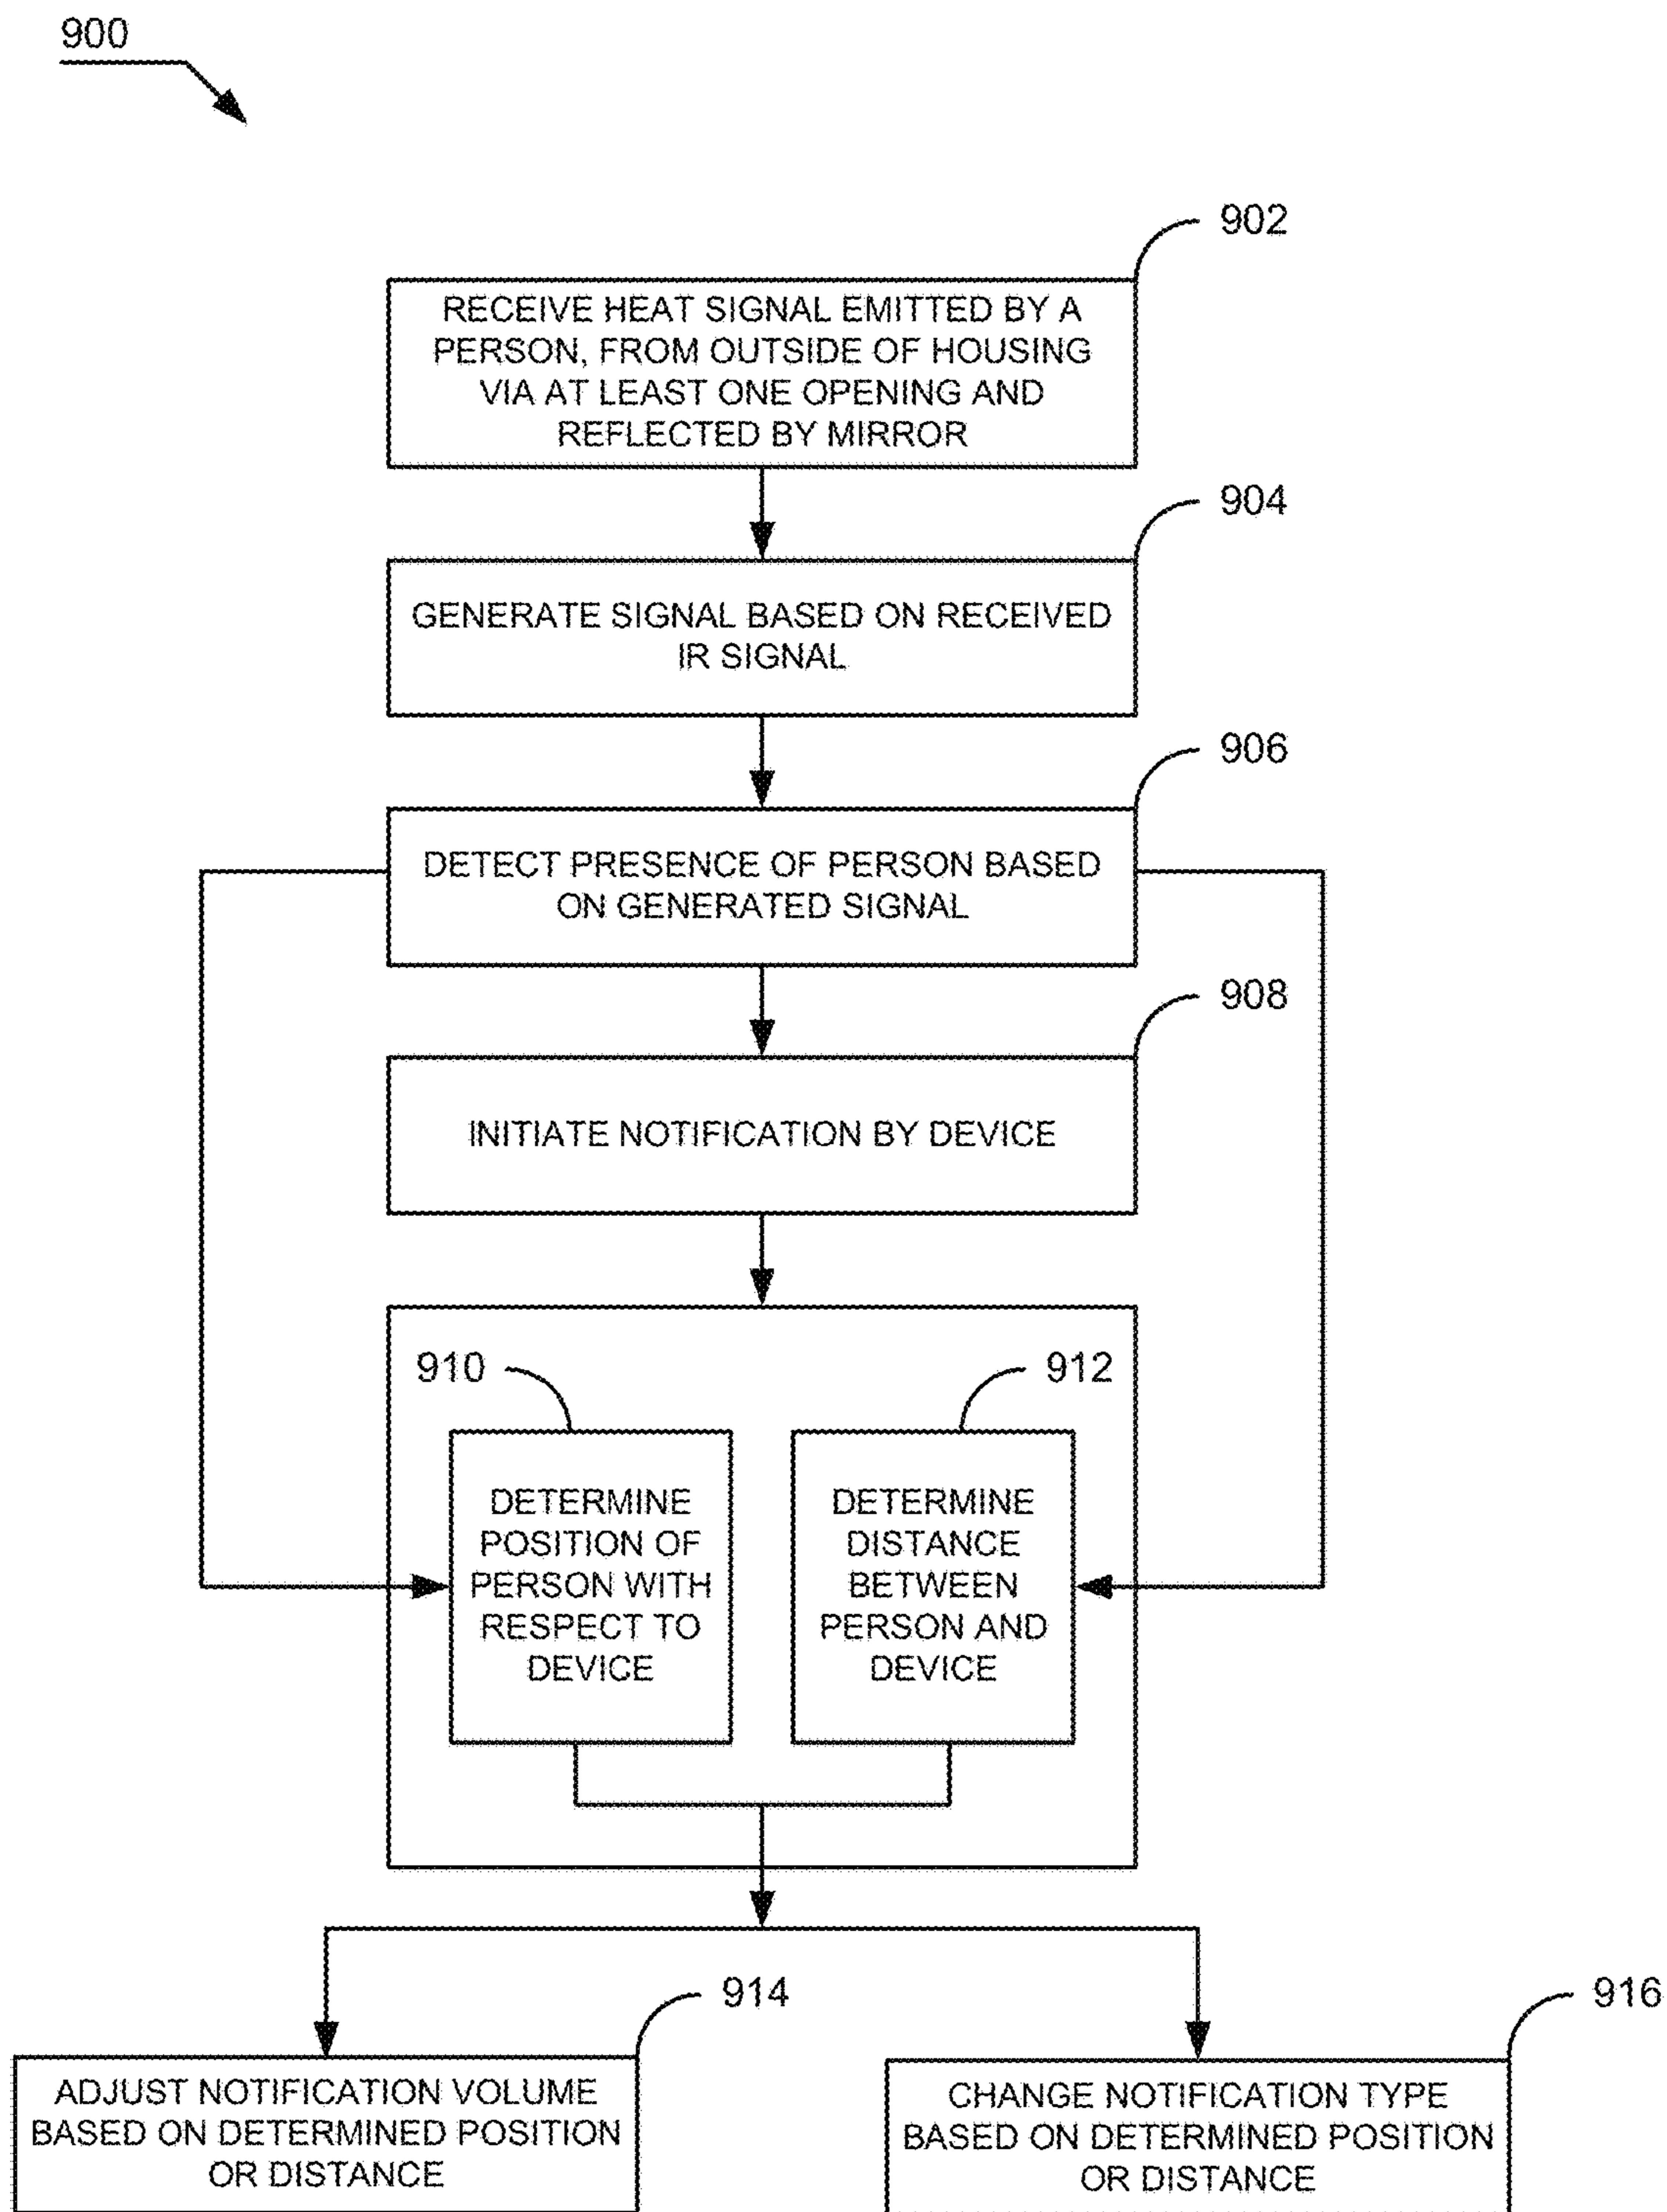 900
902
RECEIVE HEAT SIGNAL EMITTED BY A
PERSON, FROM OUTSIDE OF HOUSING
VIA AT LEAST ONE OPENING AND
REFLECTED BY MIRROR
904
GENERATE SIGNAL BASED ON RECEIVED
IR SIGNAL
906
DETECT PRESENCE OF PERSON BASED
ON GENERATED SIGNAL
908
INITIATE NOTIFICATION BY DEVICE
910
DETERMINE
POSITION OF
PERSON WITH
RESPECT TO
DEVICE
912
DETERMINE
DISTANCE
BETWEEN
PERSON AND
DEVICE
914
ADJUST NOTIFICATION VOLUME
BASED ON DETERMINED POSITION
OR DISTANCE
916
CHANGE NOTIFICATION TYPE
BASED ON DETERMINED POSITION
OR DISTANCE